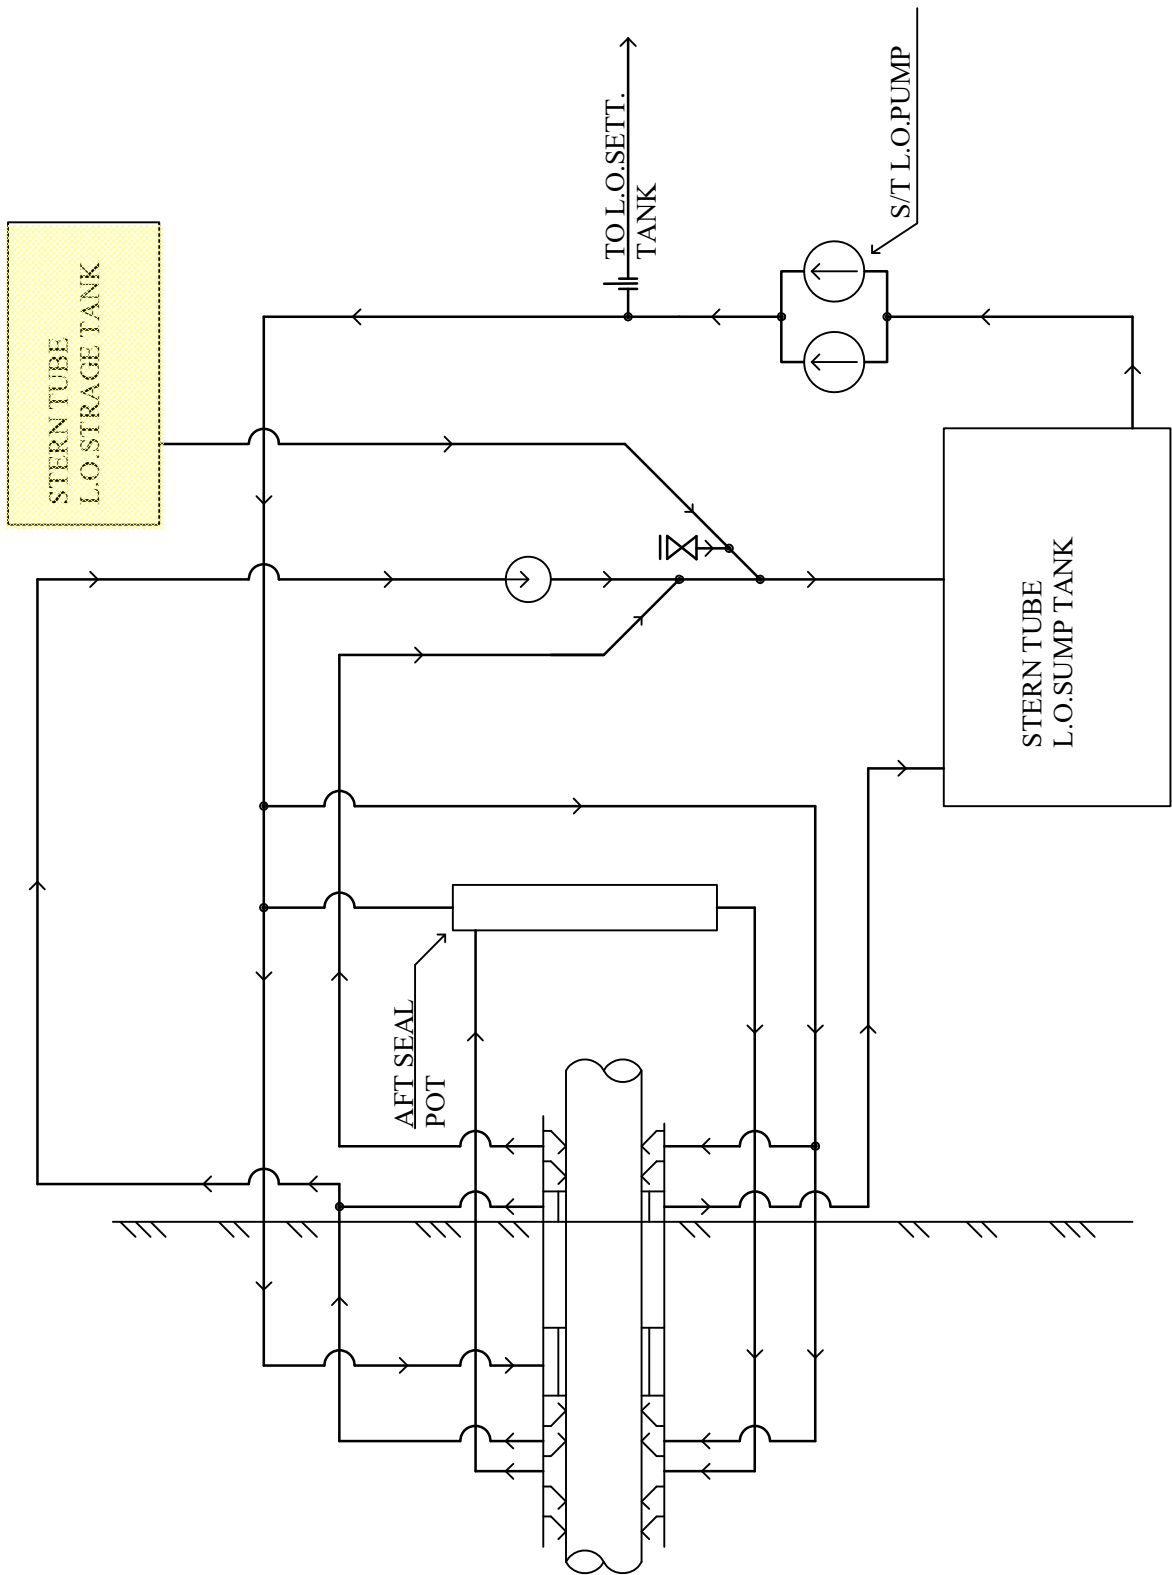 STERN TUBE
L.O.STRAGE TANK
TO L.O.SETT.
TANK
S/T L.O.PUMP
STERN TUBE
L.O.SUMP TANK
AFT SEAL
POT